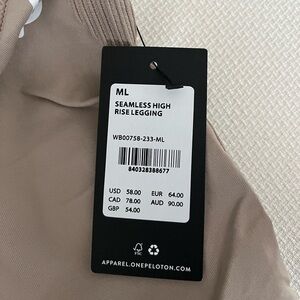 ML
SEAMLESS HIGH
RISE LEGGING
WB00758-233-ML
840328388677
USD 58.00 EUR 64.00
CAD 78.00 AUD 90.00
GBP 54.00
FSC
APPAREL.ONEPELOTON.COM